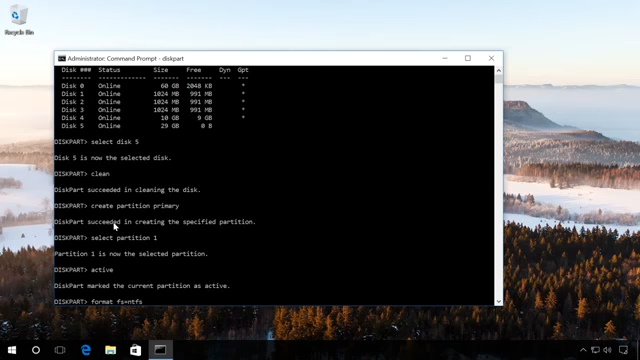 Recycle Bin
Administrator: Command Prompt - diskpart
Disk ### Status Size Free Dyn Gpt
-------- ------------- ------- ------- --- ---
Disk 0 Online 60 GB 2048 KB *
Disk 1 Online 1024 MB 991 MB *
Disk 2 Online 1024 MB 991 MB *
Disk 3 Online 1024 MB 991 MB *
Disk 4 Online 10 GB 9 GB *
Disk 5 Online 29 GB 0 B
DISKPART> select disk 5
Disk 5 is now the selected disk.
DISKPART> clean
DiskPart succeeded in cleaning the disk.
DISKPART> create partition primary
DiskPart succeeded in creating the specified partition.
DISKPART> select partition 1
Partition 1 is now the selected partition.
DISKPART> active
DiskPart marked the current partition as active.
DISKPART> format fs=ntfs